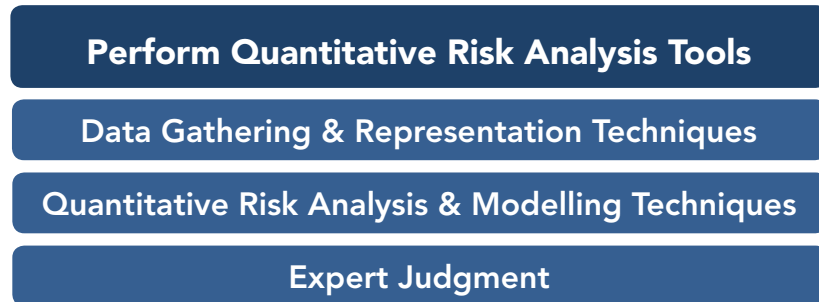 Perform Quantitative Risk Analysis Tools
Data Gathering & Representation Techniques
Quantitative Risk Analysis & Modelling Techniques
Expert Judgment